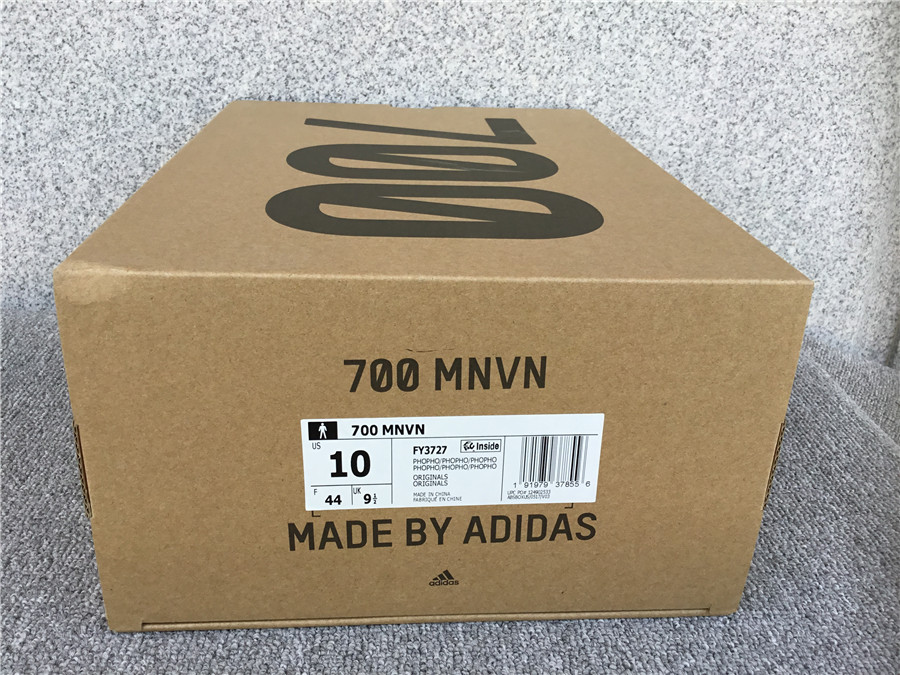 700
700 MNVN
700 MNVN
US
10
F
44
UK
9½
FY3727
Inside
PHOPHO/PHOPHO/PHOPHO
PHOPHO/PHOPHO/PHOPHO
ORIGINALS
ORIGINALS
MADE IN CHINA
FABRIQUÉ EN CHINE
1 91979 37855 6
MADE BY ADIDAS
adidas